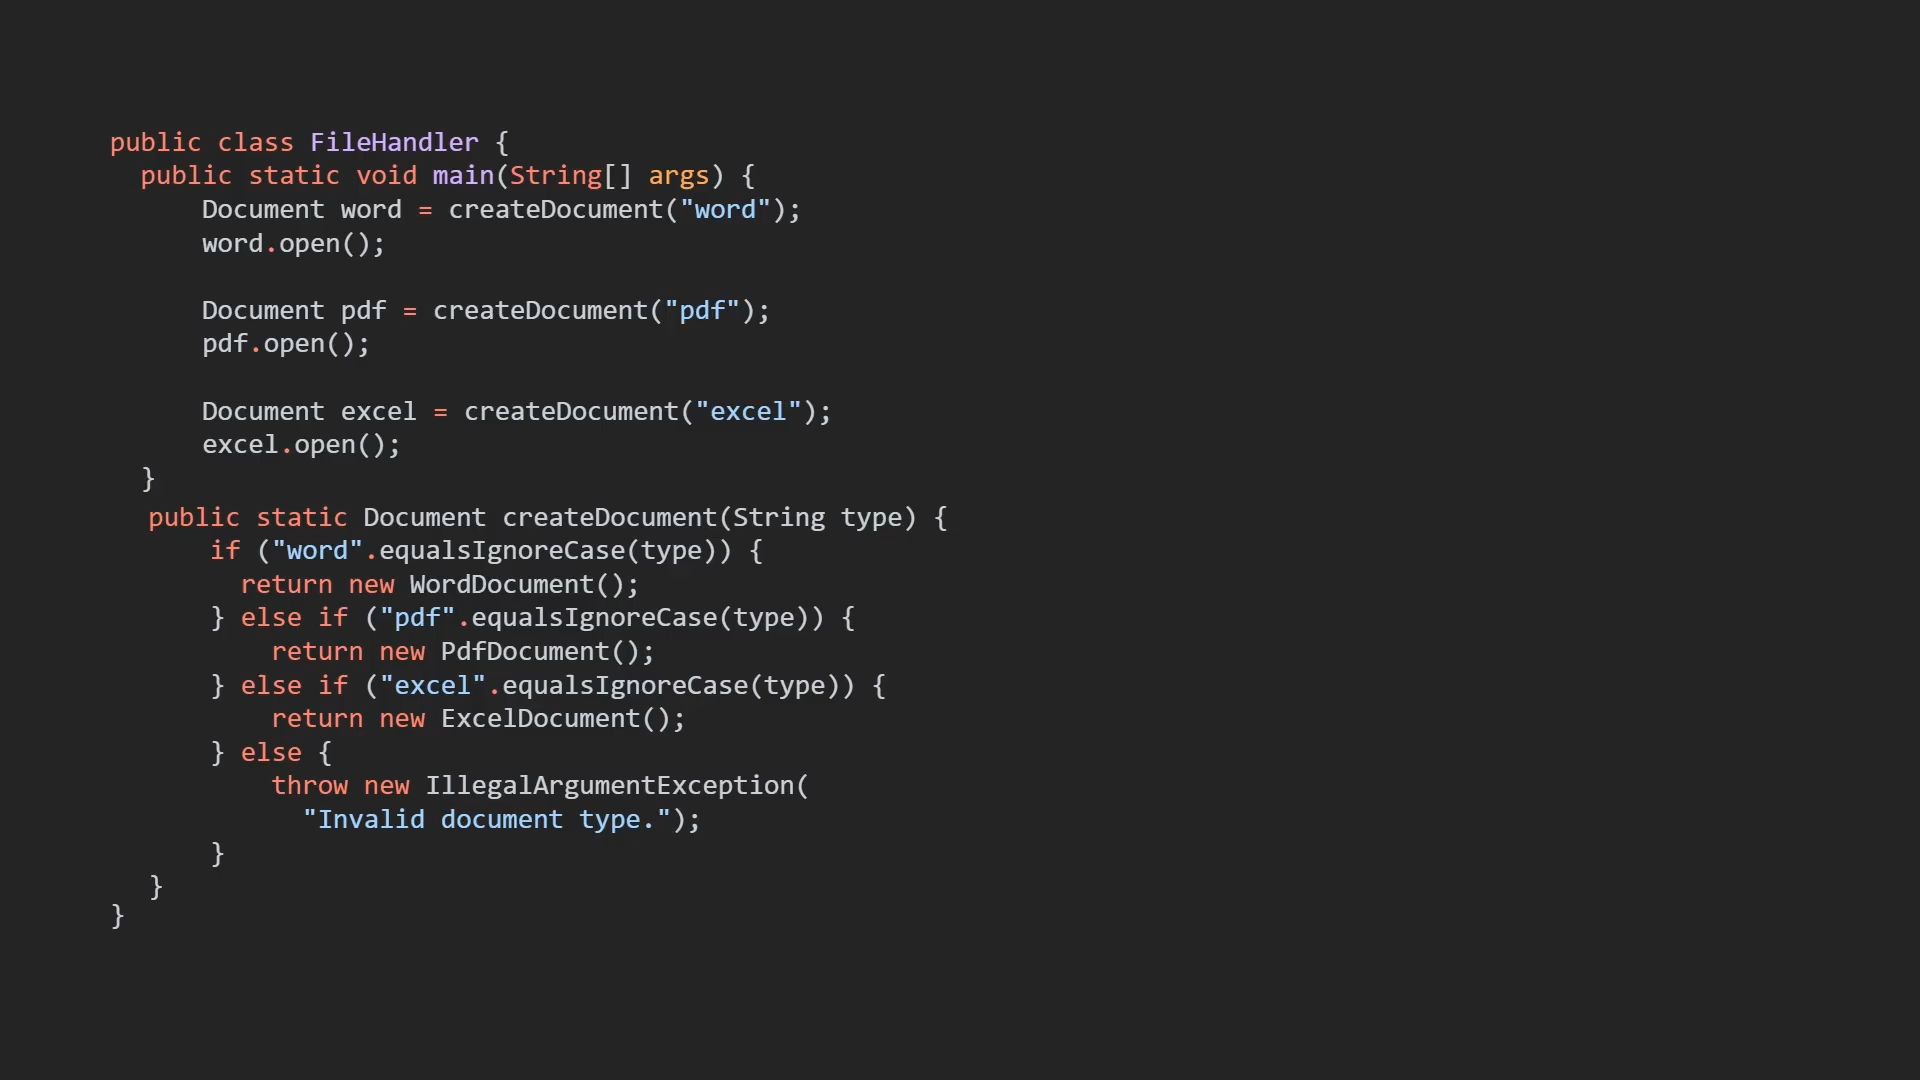 public class FileHandler {
public static void main(String[] args) {
Document word = createDocument("word");
word.open();
Document pdf = createDocument("pdf");
pdf.open();
Document excel = createDocument("excel");
excel.open();
}
public static Document createDocument(String type) {
if ("word".equalsIgnoreCase(type)) {
return new WordDocument();
} else if ("pdf".equalsIgnoreCase(type)) {
return new PdfDocument();
} else if ("excel".equalsIgnoreCase(type)) {
return new ExcelDocument();
} else {
throw new IllegalArgumentException(
"Invalid document type.");
}
}
}